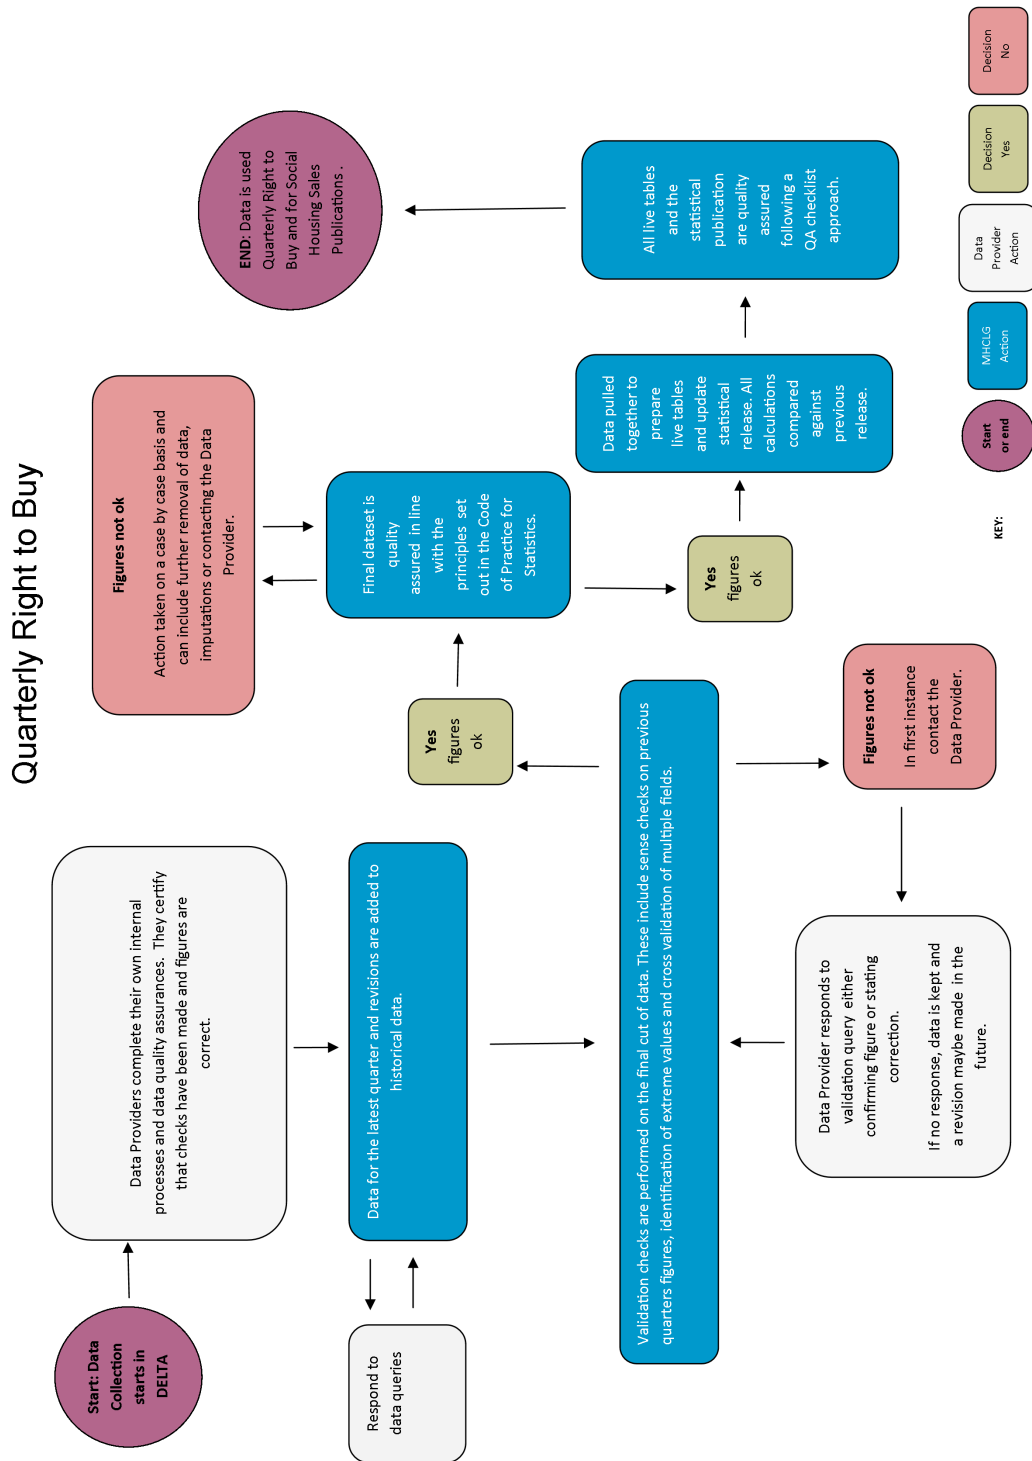 Quarterly Right to Buy
Start: Data
Collection
starts in
DELTA
Data Providers complete their own internal
processes and data quality assurances.  They certify
that checks have been made and figures are
correct.
Respond to
data queries
Data for the latest quarter and revisions are added to
historical data.
Validation checks are performed on the final cut of data. These include sense checks on previous
quarters figures, identification of extreme values and cross validation of multiple fields.
Figures not ok
In first instance
contact the
Data Provider.
Data Provider responds to
validation query  either
confirming figure or stating
correction.
If no response, data is kept and
a revision maybe made  in the
future.
Yes
figures
ok
Final dataset is
quality
assured  in line
with the
principles  set
out in the Code
of Practice for
Statistics.
Figures not ok
Action taken on a case by case basis and
can include further removal of data,
imputations or contacting the Data
Provider.
Yes
figures
ok
Data pulled
together to
prepare
live tables
and update
statistical
release. All
calculations
compared
against
previous
release.
All live tables
and the
statistical
publication
are quality
assured
following a
QA checklist
approach.
END: Data is used
Quarterly Right to
Buy and for Social
Housing Sales
Publications .
KEY:
Start
or end
MHCLG
Action
Data
Provider
Action
Decision
Yes
Decision
No